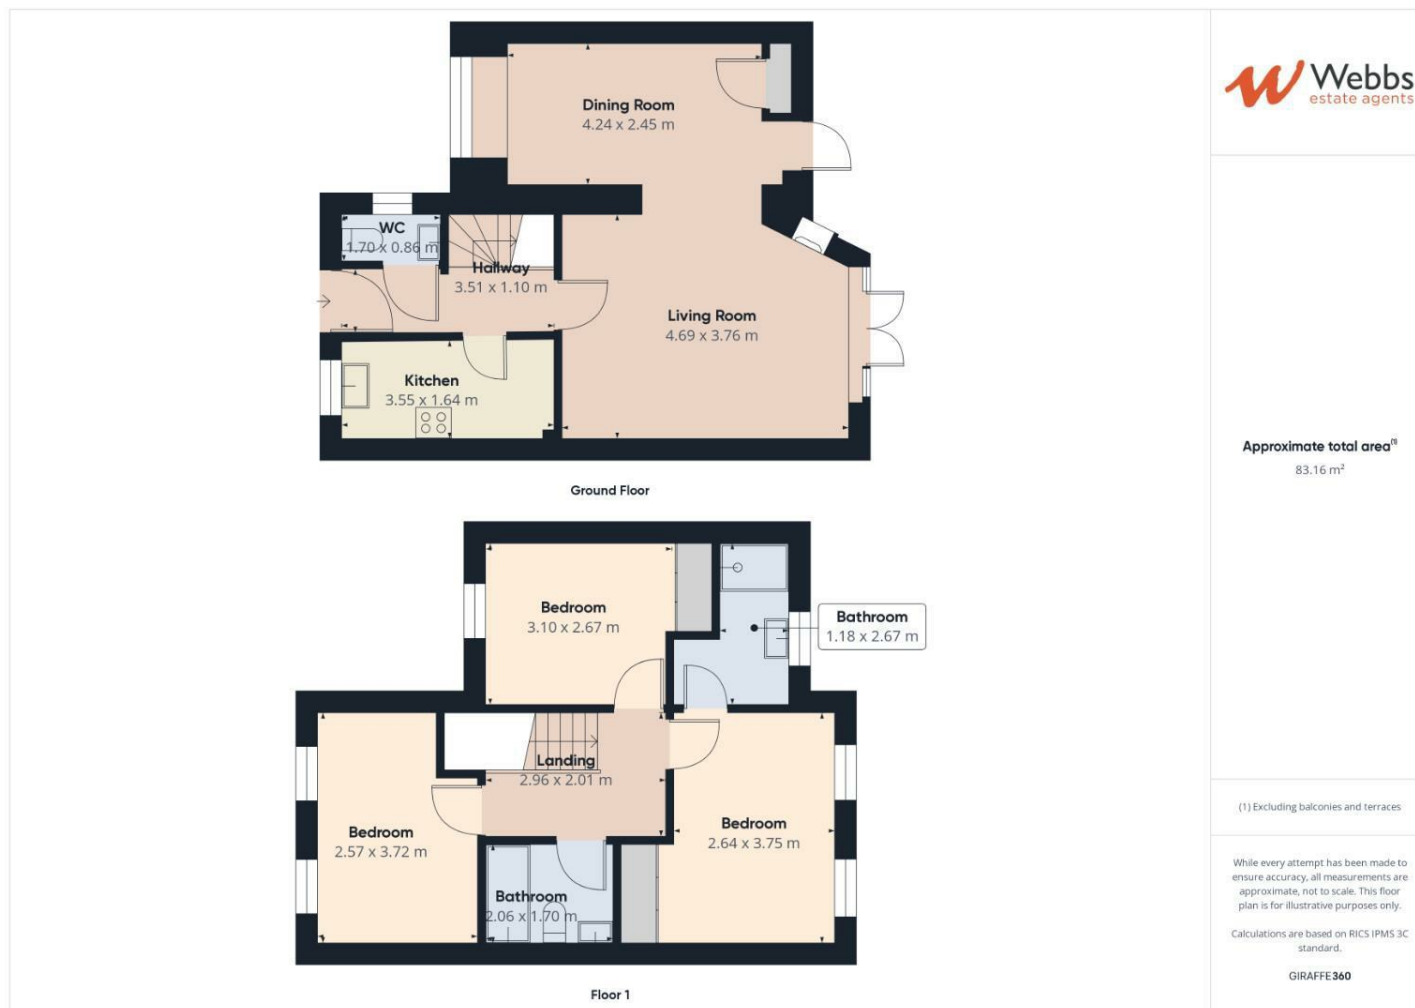 Dining Room
4.24 x 2.45 m
WC
1.70 x 0.86 m
Hallway
3.51 x 1.10 m
Living Room
4.69 x 3.76 m
Kitchen
3.55 x 1.64 m
Ground Floor
Bedroom
3.10 x 2.67 m
Bathroom
1.18 x 2.67 m
Landing
2.96 x 2.01 m
Bedroom
2.57 x 3.72 m
Bedroom
2.64 x 3.75 m
Bathroom
2.06 x 1.70 m
Floor 1
Webbs
estate agents
Approximate total area(1)
83.16 m²
(1) Excluding balconies and terraces
While every attempt has been made to
ensure accuracy, all measurements are
approximate, not to scale. This floor
plan is for illustrative purposes only.
Calculations are based on RICS IPMS 3C
standard.
GIRAFFE360